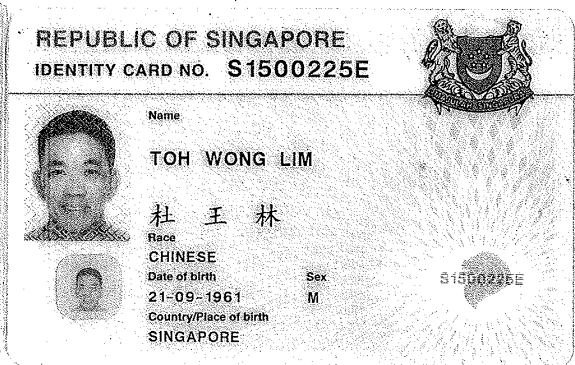 REPUBLIC OF SINGAPORE
IDENTITY CARD NO. S1500225E
Name
TOH WONG LIM
杜 王 林
Race
CHINESE
Date of birth Sex
21-09-1961 M
Country/Place of birth
SINGAPORE
S1500225E